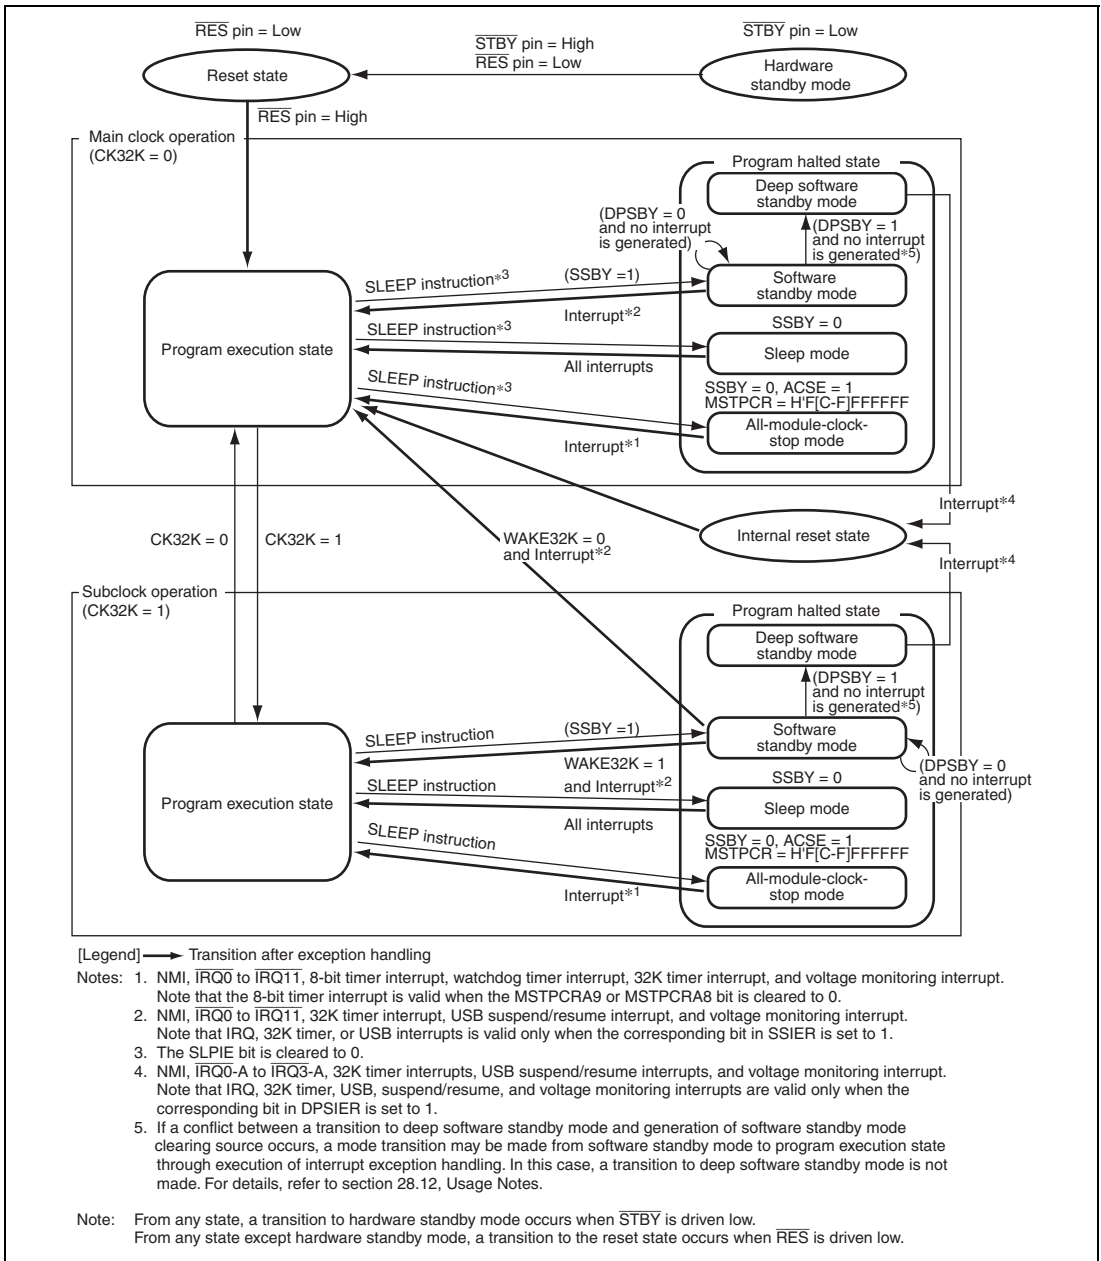 RES pin = Low
STBY pin = High
RES pin = Low
STBY pin = Low
Reset state
Hardware
standby mode
RES pin = High
Main clock operation
(CK32K = 0)
Program halted state
Deep software
standby mode
(DPSBY = 0
and no interrupt
is generated)
(DPSBY = 1
and no interrupt
is generated*5)
SLEEP instruction*3
(SSBY =1)
Software
standby mode
Interrupt*2
SSBY = 0
SLEEP instruction*3
Program execution state
Sleep mode
All interrupts
SLEEP instruction*3
SSBY = 0, ACSE = 1
MSTPCR = H'F[C-F]FFFFFF
All-module-clock-
stop mode
Interrupt*1
Interrupt*4
CK32K = 0
CK32K = 1
WAKE32K = 0
and Interrupt*2
Internal reset state
Interrupt*4
Subclock operation
(CK32K = 1)
Program halted state
Deep software
standby mode
(DPSBY = 1
and no interrupt
is generated*5)
SLEEP instruction
(SSBY =1)
Software
standby mode
WAKE32K = 1
and Interrupt*2
(DPSBY = 0
and no interrupt
is generated)
SSBY = 0
SLEEP instruction
Program execution state
Sleep mode
All interrupts
SLEEP instruction
SSBY = 0, ACSE = 1
MSTPCR = H'F[C-F]FFFFFF
All-module-clock-
stop mode
Interrupt*1
[Legend] Transition after exception handling
Notes: 1. NMI, IRQ0 to IRQ11, 8-bit timer interrupt, watchdog timer interrupt, 32K timer interrupt, and voltage monitoring interrupt.
Note that the 8-bit timer interrupt is valid when the MSTPCRA9 or MSTPCRA8 bit is cleared to 0.
2. NMI, IRQ0 to IRQ11, 32K timer interrupt, USB suspend/resume interrupt, and voltage monitoring interrupt.
Note that IRQ, 32K timer, or USB interrupts is valid only when the corresponding bit in SSIER is set to 1.
3. The SLPIE bit is cleared to 0.
4. NMI, IRQ0-A to IRQ3-A, 32K timer interrupts, USB suspend/resume interrupts, and voltage monitoring interrupt.
Note that IRQ, 32K timer, USB, suspend/resume, and voltage monitoring interrupts are valid only when the
corresponding bit in DPSIER is set to 1.
5. If a conflict between a transition to deep software standby mode and generation of software standby mode
clearing source occurs, a mode transition may be made from software standby mode to program execution state
through execution of interrupt exception handling. In this case, a transition to deep software standby mode is not
made. For details, refer to section 28.12, Usage Notes.
Note: From any state, a transition to hardware standby mode occurs when STBY is driven low.
From any state except hardware standby mode, a transition to the reset state occurs when RES is driven low.